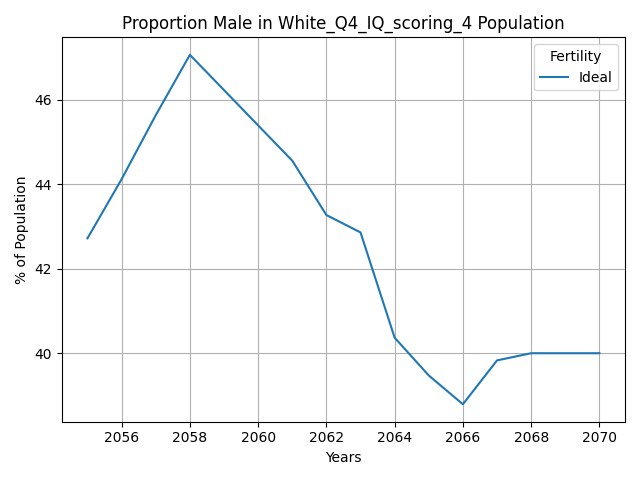 Proportion Male in White_Q4_IQ_scoring_4 Population
Fertility
Ideal
% of Population
46
44
42
40
2056 2058 2060 2062 2064 2066 2068 2070
Years